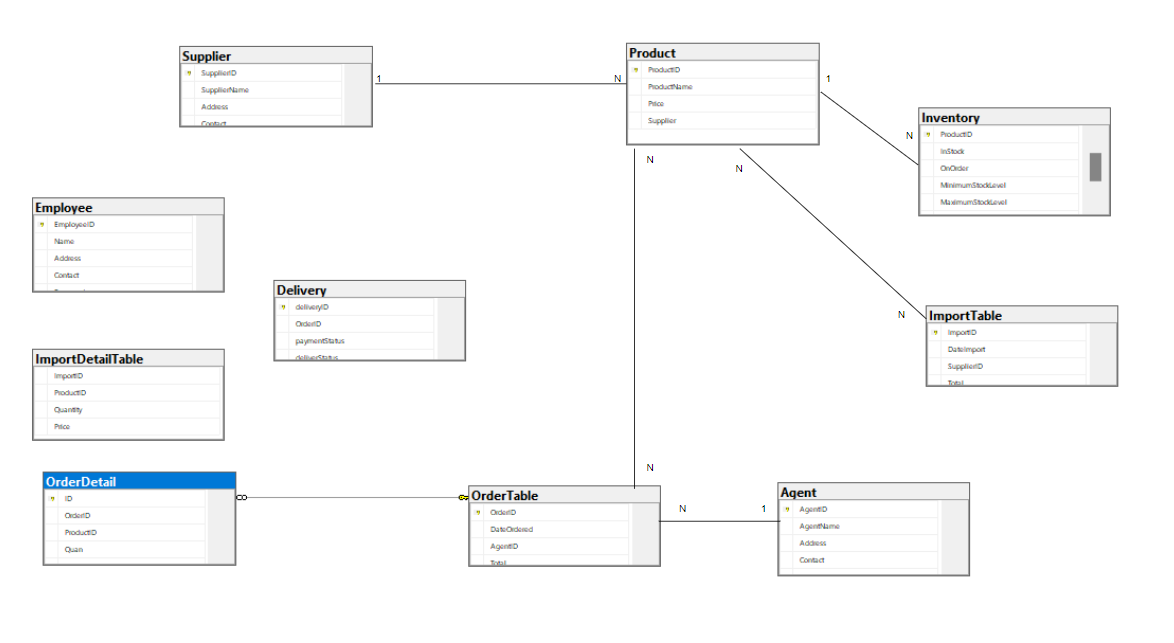 Supplier
SupplierID
SupplierName
Address
Contact
1
N
Product
ProductID
ProductName
Price
Supplier
1
N
Inventory
ProductID
InStock
OnOrder
MinimumStockLevel
MaximumStockLevel
N
N
Employee
EmployeeID
Name
Address
Contact
Delivery
deliveryID
OrderID
paymentStatus
deliverStatus
N
ImportTable
ImportID
DateImport
SupplierID
Total
ImportDetailTable
ImportID
ProductID
Quantity
Price
N
OrderDetail
ID
OrderID
ProductID
Quan
OrderTable
OrderID
DateOrdered
AgentID
Total
N
1
Agent
AgentID
AgentName
Address
Contact